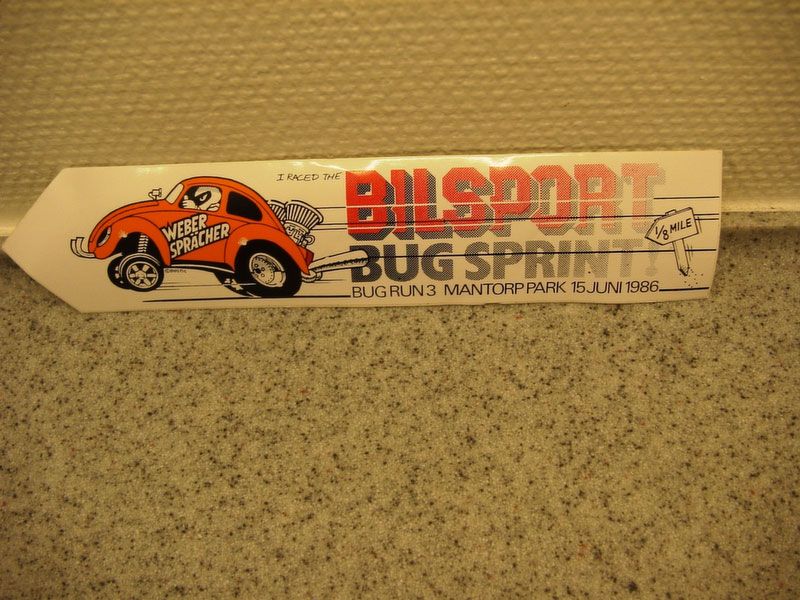 I RACED THE
BILSPORT
BUG SPRINT!
BUG RUN 3 MANTORP PARK 15 JUNI 1986
WEBER
SPRACHER
1/8 MILE